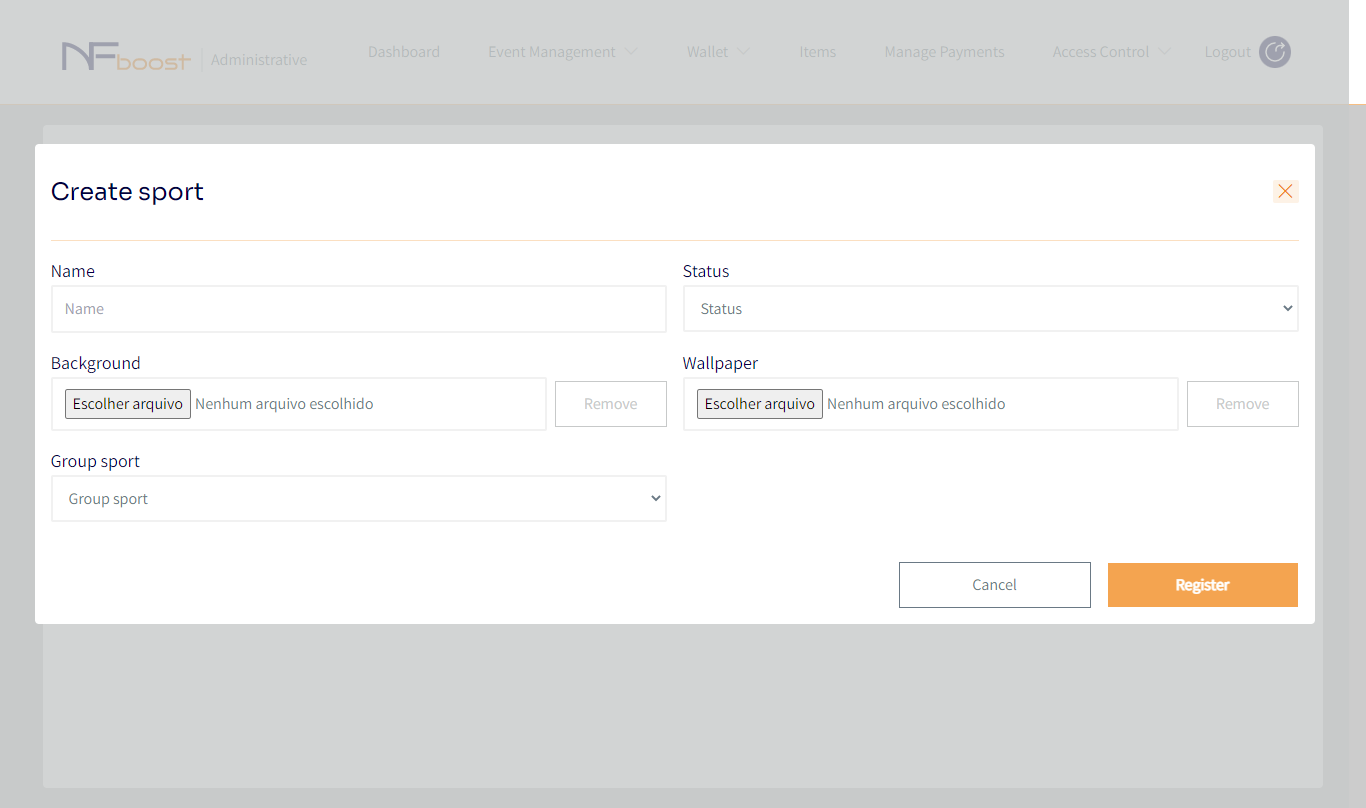 NFboost Administrative Dashboard Event Management Wallet Items Manage Payments Access Control Logout
Create sport
Name Status
Name Status
Background Wallpaper
Escolher arquivo Nenhum arquivo escolhido Remove Escolher arquivo Nenhum arquivo escolhido Remove
Group sport
Group sport
Cancel Register